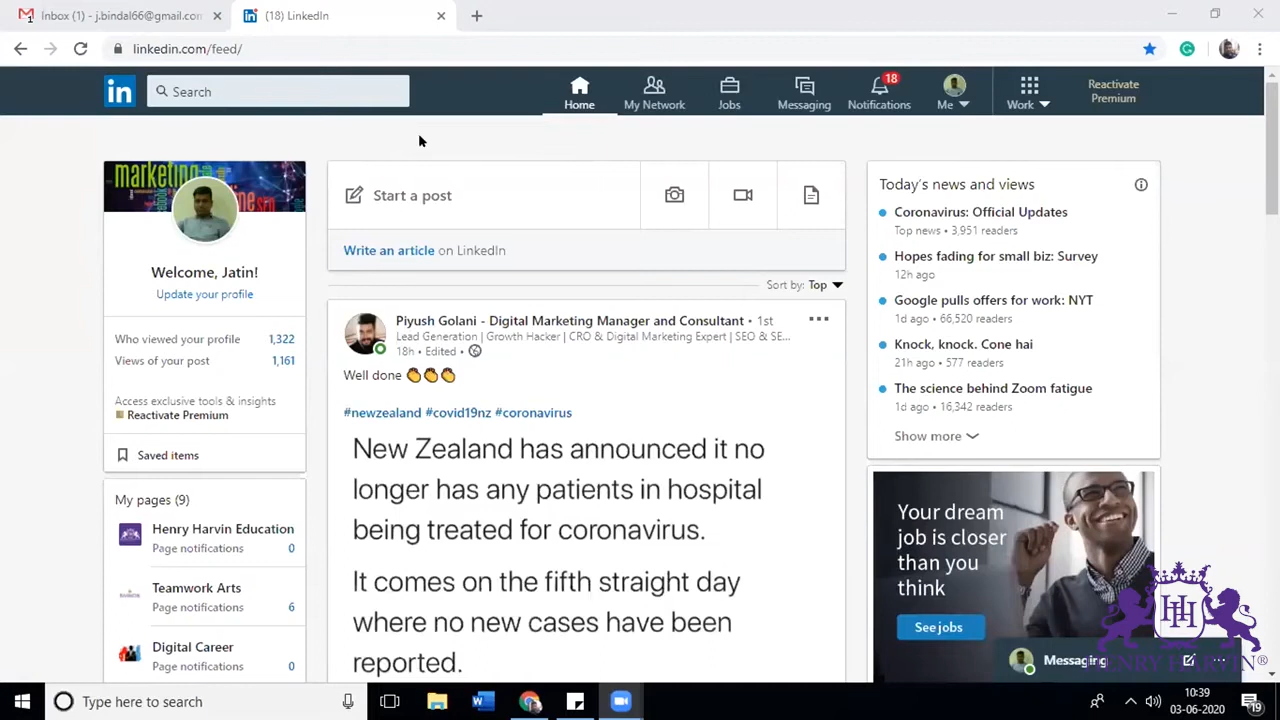 Inbox (1) - j.bindal66@gmail.com
(18) LinkedIn
linkedin.com/feed/
in
Search
Home
My Network
Jobs
Messaging
18
Notifications
Me
Work
Reactivate
Premium
marketing
Welcome, Jatin!
Update your profile
Who viewed your profile 1,322
Views of your post 1,161
Access exclusive tools & insights
Reactivate Premium
Saved items
My pages (9)
Henry Harvin Education
Page notifications 0
Teamwork Arts
Page notifications 6
Digital Career
Page notifications 0
Start a post
Write an article on LinkedIn
Sort by: Top
Piyush Golani - Digital Marketing Manager and Consultant • 1st
Lead Generation | Growth Hacker | CRO & Digital Marketing Expert | SEO & SE...
18h • Edited •
Well done 👏👏👏
#newzealand #covid19nz #coronavirus
New Zealand has announced it no
longer has any patients in hospital
being treated for coronavirus.
It comes on the fifth straight day
where no new cases have been
reported.
Today's news and views
Coronavirus: Official Updates
Top news • 3,951 readers
Hopes fading for small biz: Survey
12h ago
Google pulls offers for work: NYT
1d ago • 66,520 readers
Knock, knock. Cone hai
21h ago • 577 readers
The science behind Zoom fatigue
1d ago • 16,342 readers
Show more
Your dream
job is closer
than you
think
See jobs
Messaging
HENRY HARVIN®
Type here to search
10:39
03-06-2020
19